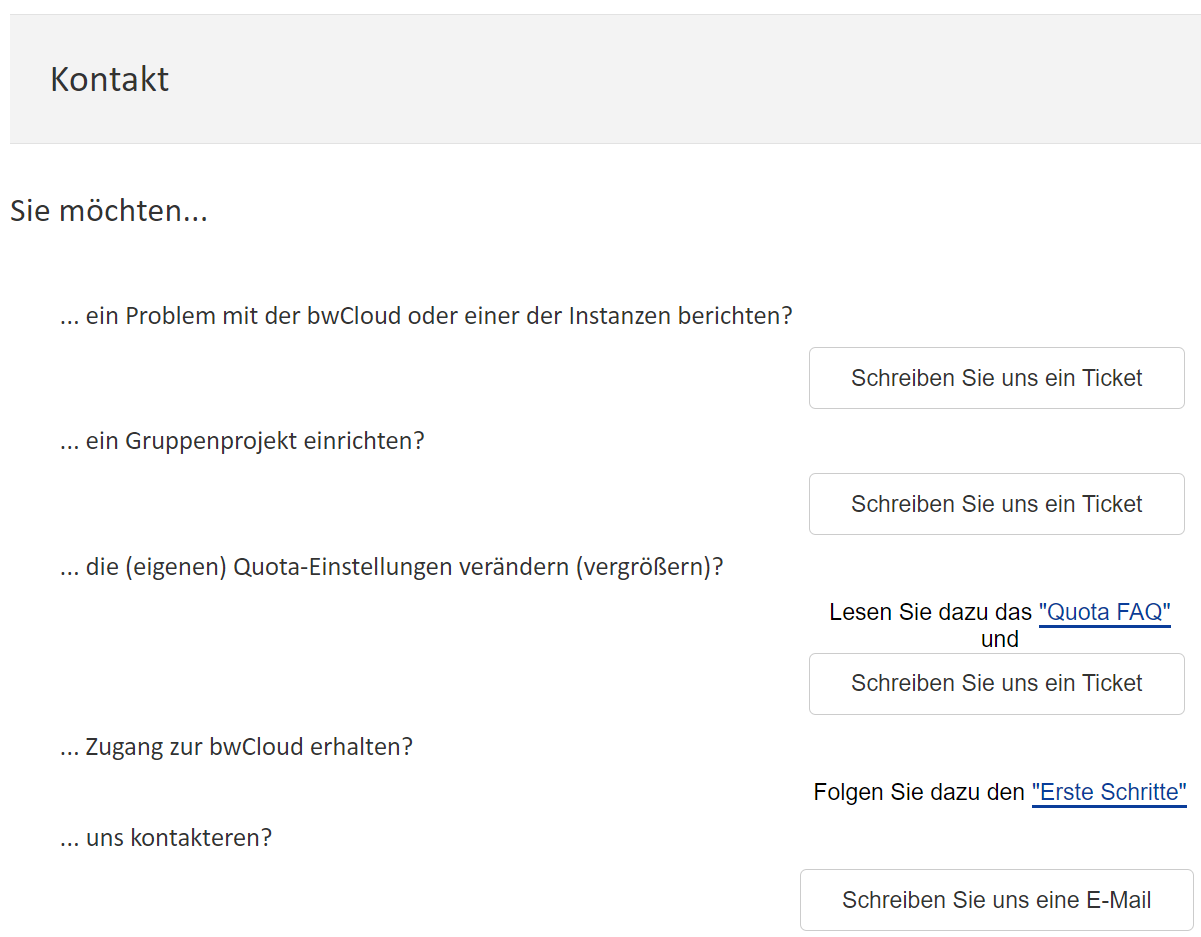 Kontakt
Sie möchten...
... ein Problem mit der bwCloud oder einer der Instanzen berichten?
Schreiben Sie uns ein Ticket
... ein Gruppenprojekt einrichten?
Schreiben Sie uns ein Ticket
... die (eigenen) Quota-Einstellungen verändern (vergrößern)?
Lesen Sie dazu das "Quota FAQ"
und
Schreiben Sie uns ein Ticket
... Zugang zur bwCloud erhalten?
Folgen Sie dazu den "Erste Schritte"
... uns kontakteren?
Schreiben Sie uns eine E-Mail